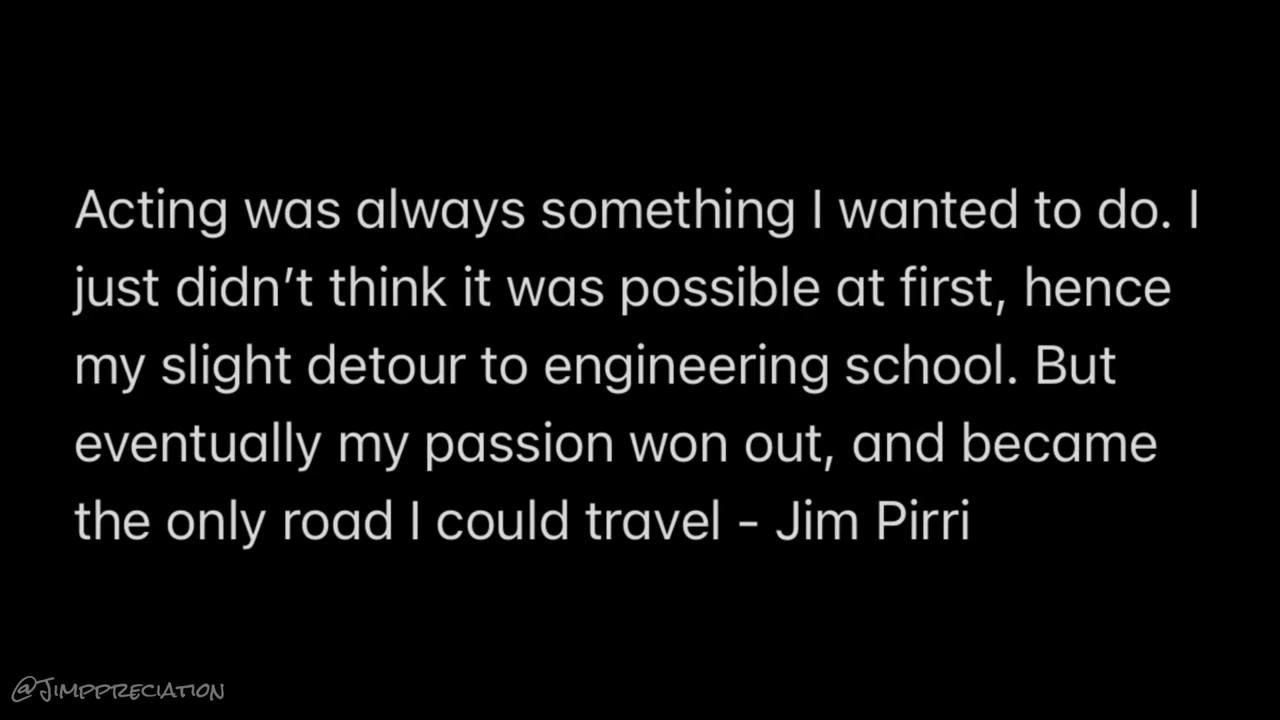 Acting was always something I wanted to do. I
just didn’t think it was possible at first, hence
my slight detour to engineering school. But
eventually my passion won out, and became
the only road I could travel - Jim Pirri
@Jimppreciation